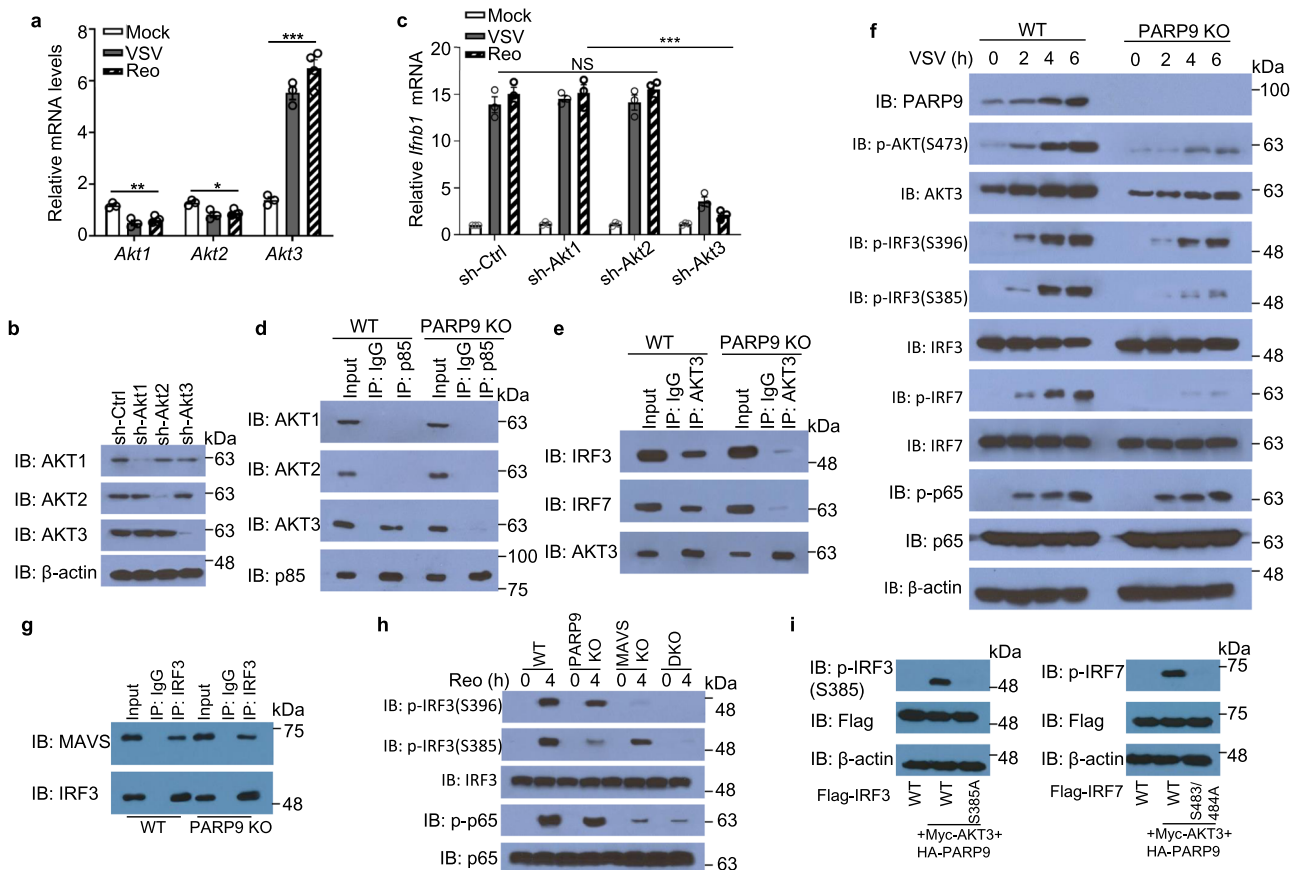 a
Mock
VSV
Reo
Relative mRNA levels
8
6
4
2
0
**
*
***
Akt1
Akt2
Akt3
c
Mock
VSV
Reo
Relative Ifnb1 mRNA
20
15
10
5
0
NS
***
sh-Ctrl
sh-Akt1
sh-Akt2
sh-Akt3
f
WT PARP9 KO
VSV (h) 0 2 4 6 0 2 4 6 kDa
IB: PARP9 100
IB: p-AKT(S473) 63
IB: AKT3 63
IB: p-IRF3(S396) 48
IB: p-IRF3(S385) 48
IB: IRF3 48
IB: p-IRF7 63
IB: IRF7 63
IB: p-p65 63
IB: p65 63
IB: β-actin 48
b
sh-Ctrl sh-Akt1 sh-Akt2 sh-Akt3
kDa
IB: AKT1 63
IB: AKT2 63
IB: AKT3 63
IB: β-actin 48
d
WT PARP9 KO
Input IP: IgG IP: p85 Input IP: IgG IP: p85
kDa
IB: AKT1 63
IB: AKT2 63
IB: AKT3 63
100
IB: p85 75
e
WT PARP9 KO
Input IP: IgG IP: AKT3 Input IP: IgG IP: AKT3
kDa
IB: IRF3 48
IB: IRF7 63
IB: AKT3 63
g
Input IP: IgG IP: IRF3 Input IP: IgG IP: IRF3
kDa
IB: MAVS 75
IB: IRF3 48
WT PARP9 KO
h
WT PARP9 KO MAVS KO DKO
Reo (h) 0 4 0 4 0 4 0 4 kDa
IB: p-IRF3(S396) 48
IB: p-IRF3(S385) 48
IB: IRF3 48
IB: p-p65 63
IB: p65 63
i
kDa
IB: p-IRF3
(S385) 48
IB: Flag 48
IB: β-actin 48
Flag-IRF3 WT WT S385A
+Myc-AKT3+
HA-PARP9
kDa
IB: p-IRF7 75
IB: Flag 75
IB: β-actin 48
Flag-IRF7 WT WT S483/
484A
+Myc-AKT3+
HA-PARP9